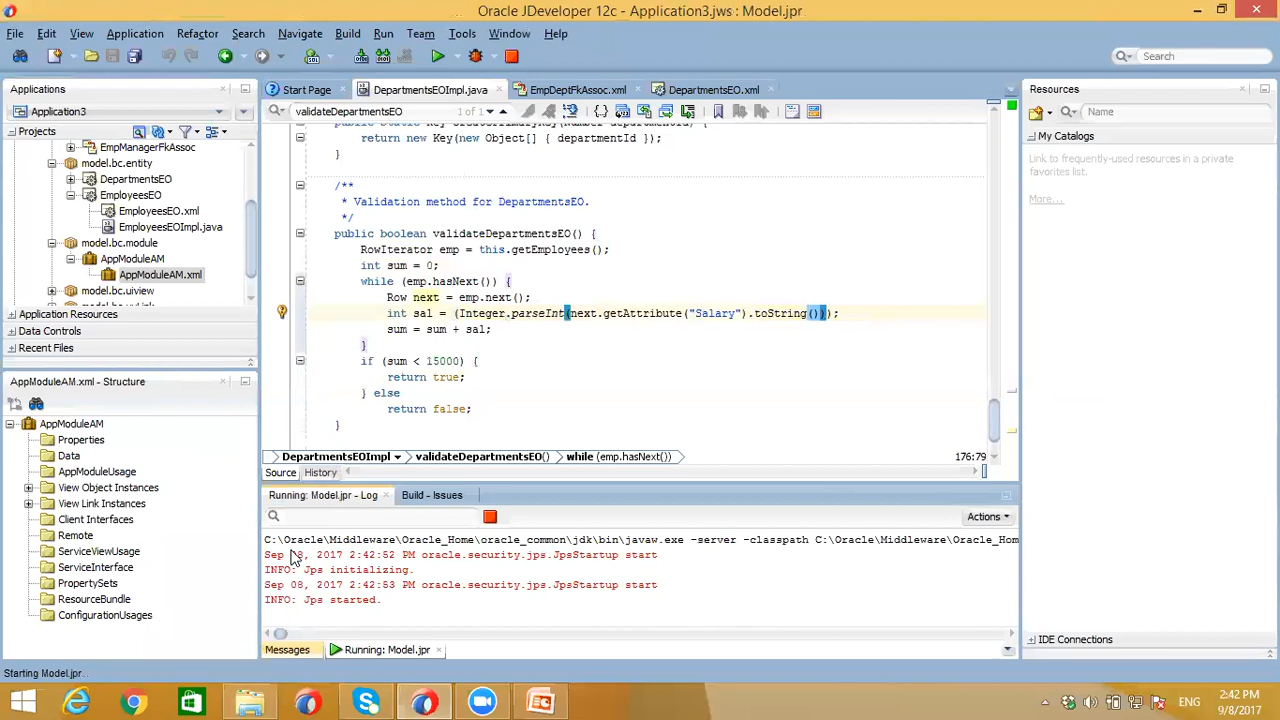 Oracle JDeveloper 12c - Application3.jws : Model.jpr
File Edit View Application Refactor Search Navigate Build Run Team Tools Window Help
Search
Applications
Application3
Projects
EmpManagerFkAssoc
model.bc.entity
DepartmentsEO
EmployeesEO
EmployeesEO.xml
EmployeesEOImpl.java
model.bc.module
AppModuleAM
AppModuleAM.xml
model.bc.uiview
Application Resources
Data Controls
Recent Files
AppModuleAM.xml - Structure
AppModuleAM
Properties
Data
AppModuleUsage
View Object Instances
View Link Instances
Client Interfaces
Remote
ServiceViewUsage
ServiceInterface
PropertySets
ResourceBundle
ConfigurationUsages
Start Page
DepartmentsEOImpl.java
EmpDeptFkAssoc.xml
DepartmentsEO.xml
validateDepartmentsEO
1 of 1
return new Key(new Object[] { departmentId });
}
/**
* Validation method for DepartmentsEO.
*/
public boolean validateDepartmentsEO() {
RowIterator emp = this.getEmployees();
int sum = 0;
while (emp.hasNext()) {
Row next = emp.next();
int sal = (Integer.parseInt(next.getAttribute("Salary").toString()));
sum = sum + sal;
}
if (sum < 15000) {
return true;
} else
return false;
}
DepartmentsEOImpl
validateDepartmentsEO()
while (emp.hasNext())
176:79
Source History
Running: Model.jpr - Log
Build - Issues
Actions
C:\Oracle\Middleware\Oracle_Home\oracle_common\jdk\bin\javaw.exe -server -classpath C:\Oracle\Middleware\Oracle_Hom
Sep 08, 2017 2:42:52 PM oracle.security.jps.JpsStartup start
INFO: Jps initializing.
Sep 08, 2017 2:42:53 PM oracle.security.jps.JpsStartup start
INFO: Jps started.
Messages
Running: Model.jpr
Resources
Name
My Catalogs
Link to frequently-used resources in a private
favorites list.
More...
IDE Connections
Starting Model.jpr
ENG
2:42 PM
9/8/2017